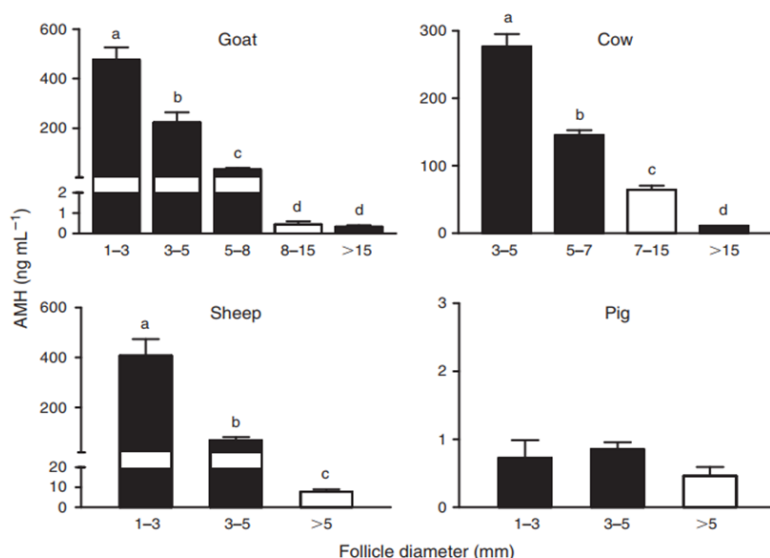 Goat
600
400
200
2
1
0
a
b
c
d
d
1–3
3–5
5–8
8–15
>15
Cow
300
200
100
0
a
b
c
d
3–5
5–7
7–15
>15
AMH (ng mL⁻¹)
Sheep
600
400
200
20
10
0
a
b
c
1–3
3–5
>5
Pig
3
2
1
0
1–3
3–5
>5
Follicle diameter (mm)